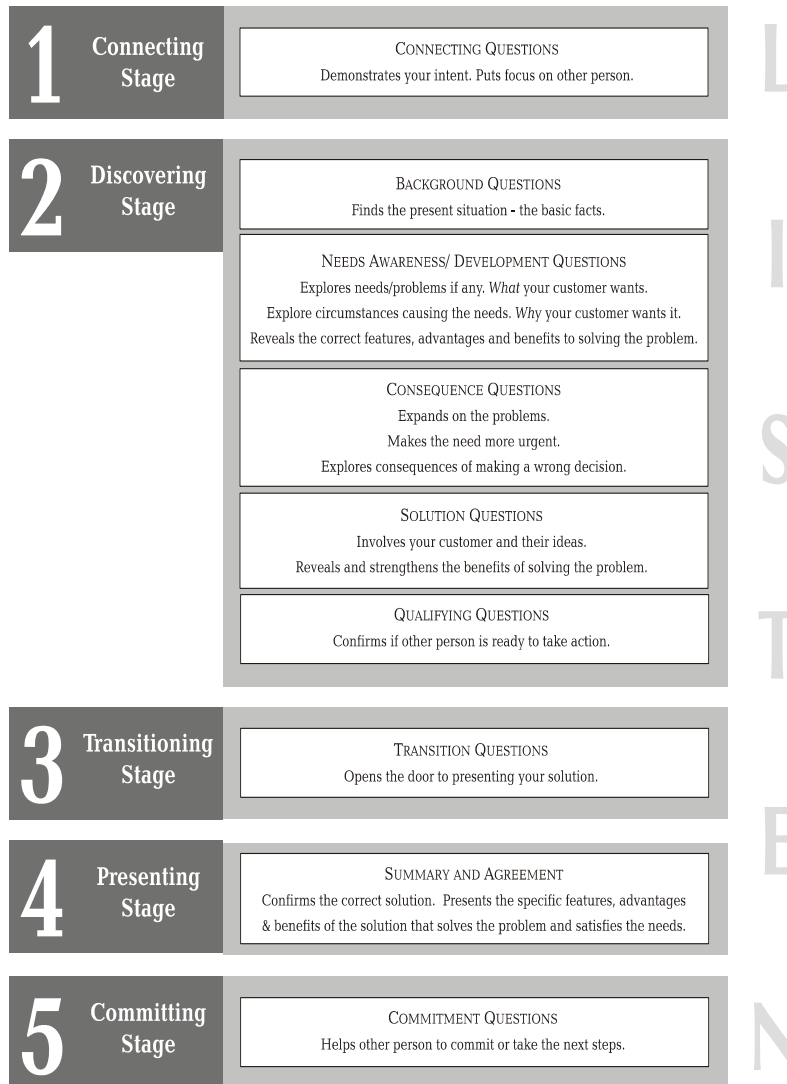 1
Connecting
Stage
CONNECTING QUESTIONS
Demonstrates your intent. Puts focus on other person.
2
Discovering
Stage
BACKGROUND QUESTIONS
Finds the present situation - the basic facts.
NEEDS AWARENESS/ DEVELOPMENT QUESTIONS
Explores needs/problems if any. What your customer wants.
Explore circumstances causing the needs. Why your customer wants it.
Reveals the correct features, advantages and benefits to solving the problem.
CONSEQUENCE QUESTIONS
Expands on the problems.
Makes the need more urgent.
Explores consequences of making a wrong decision.
SOLUTION QUESTIONS
Involves your customer and their ideas.
Reveals and strengthens the benefits of solving the problem.
QUALIFYING QUESTIONS
Confirms if other person is ready to take action.
3
Transitioning
Stage
TRANSITION QUESTIONS
Opens the door to presenting your solution.
4
Presenting
Stage
SUMMARY AND AGREEMENT
Confirms the correct solution. Presents the specific features, advantages
& benefits of the solution that solves the problem and satisfies the needs.
5
Committing
Stage
COMMITMENT QUESTIONS
Helps other person to commit or take the next steps.
L
I
S
T
E
N